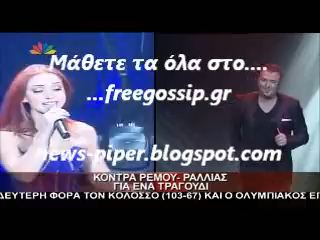 Μάθετε τα όλα στο....
...freegossip.gr
news-piper.blogspot.com
ΚΟΝΤΡΑ ΡΕΜΟΥ- ΡΑΛΛΙΑΣ
ΓΙΑ ΕΝΑ ΤΡΑΓΟΥΔΙ
ΔΕΥΤΕΡΗ ΦΟΡΑ ΤΟΝ ΚΟΛΟΣΣΟ (103-67) ΚΑΙ Ο ΟΛΥΜΠΙΑΚΟΣ ΕΠ